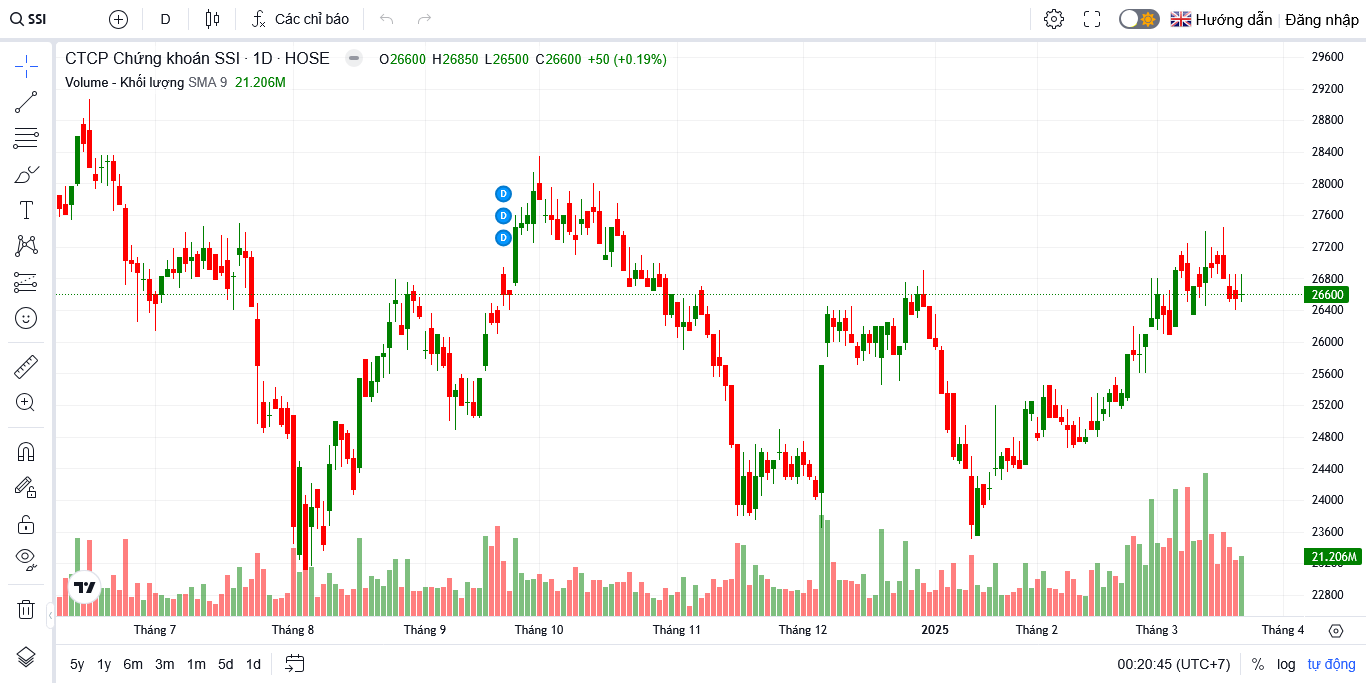 SSI D Các chỉ báo Hướng dẫn Đăng nhập
CTCP Chứng khoán SSI · 1D · HOSE O26600 H26850 L26500 C26600 +50 (+0.19%)
Volume - Khối lượng SMA 9 21.206M
29600
29200
28800
28400
28000
D
27600
D
D
27200
26800
26600
26400
26000
25600
25200
24800
24400
24000
23600
21.206M
22800
Tháng 7 Tháng 8 Tháng 9 Tháng 10 Tháng 11 Tháng 12 2025 Tháng 2 Tháng 3 Tháng 4
5y 1y 6m 3m 1m 5d 1d 00:20:45 (UTC+7) % log tự động